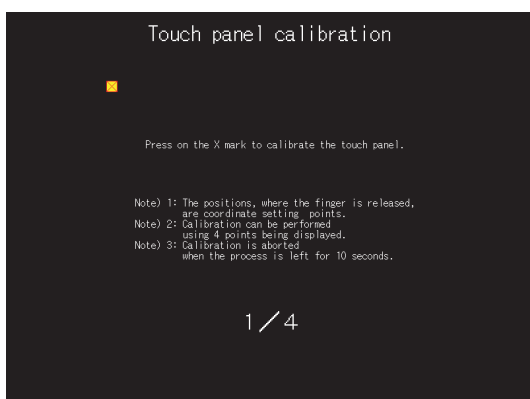 Touch panel calibration
X
Press on the X mark to calibrate the touch panel.
Note) 1: The positions, where the finger is released,
are coordinate setting points.
Note) 2: Calibration can be performed
using 4 points being displayed.
Note) 3: Calibration is aborted
when the process is left for 10 seconds.
1/4